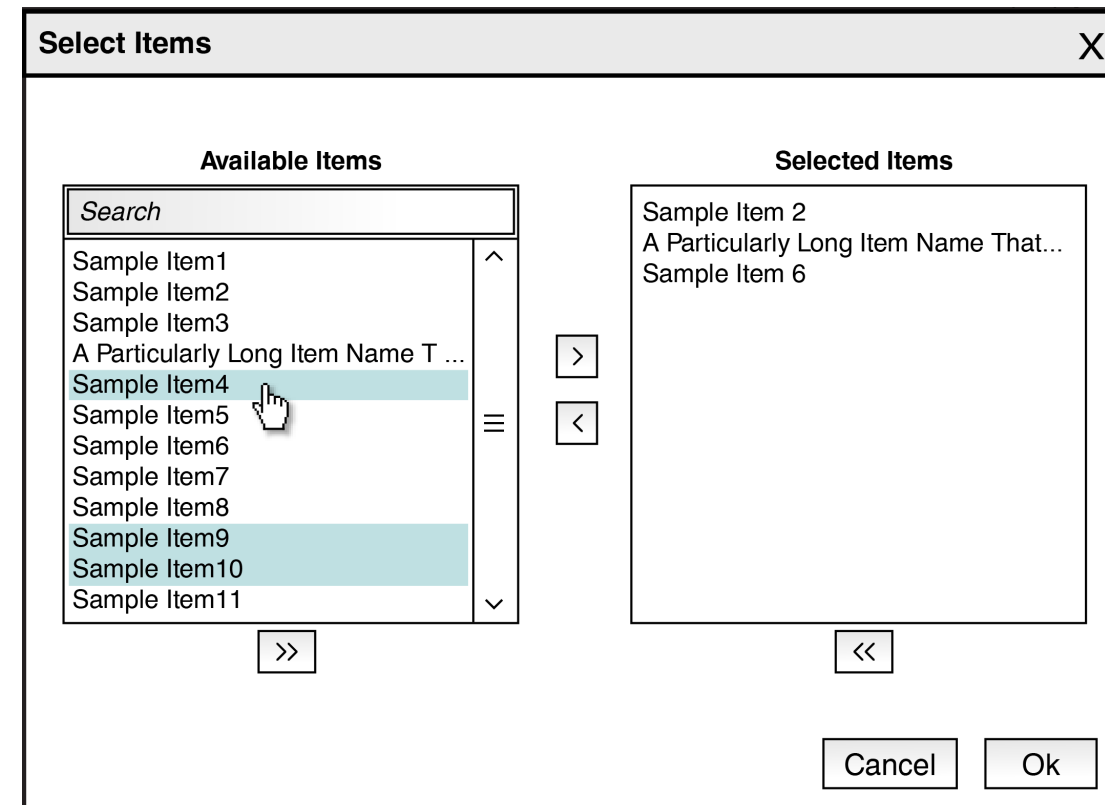 Select Items X
Available Items
Search
Sample Item1
Sample Item2
Sample Item3
A Particularly Long Item Name T ...
Sample Item4
Sample Item5
Sample Item6
Sample Item7
Sample Item8
Sample Item9
Sample Item10
Sample Item11
>>
>
<
Selected Items
Sample Item 2
A Particularly Long Item Name That...
Sample Item 6
<<
Cancel
Ok